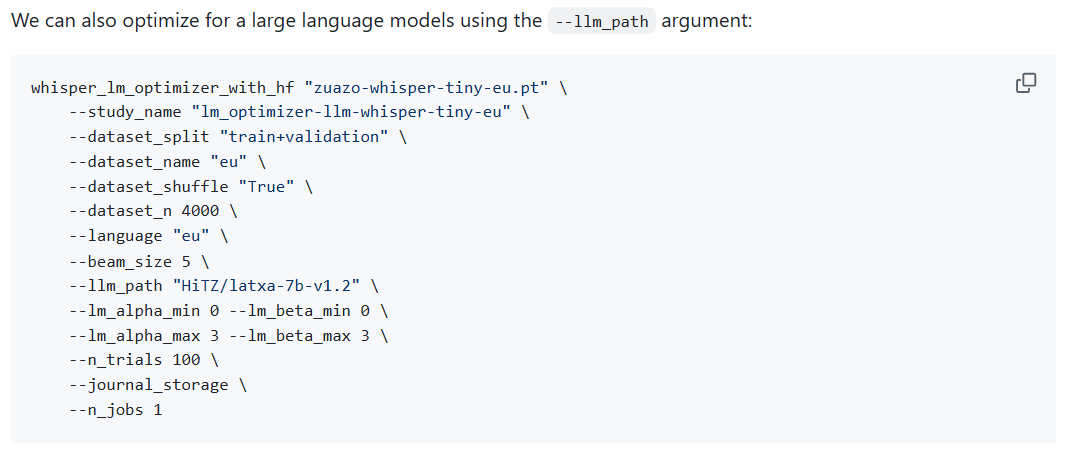 We can also optimize for a large language models using the --llm_path argument:
whisper_lm_optimizer_with_hf "zuazo-whisper-tiny-eu.pt" \
    --study_name "lm_optimizer-llm-whisper-tiny-eu" \
    --dataset_split "train+validation" \
    --dataset_name "eu" \
    --dataset_shuffle "True" \
    --dataset_n 4000 \
    --language "eu" \
    --beam_size 5 \
    --llm_path "HiTZ/latxa-7b-v1.2" \
    --lm_alpha_min 0 --lm_beta_min 0 \
    --lm_alpha_max 3 --lm_beta_max 3 \
    --n_trials 100 \
    --journal_storage \
    --n_jobs 1